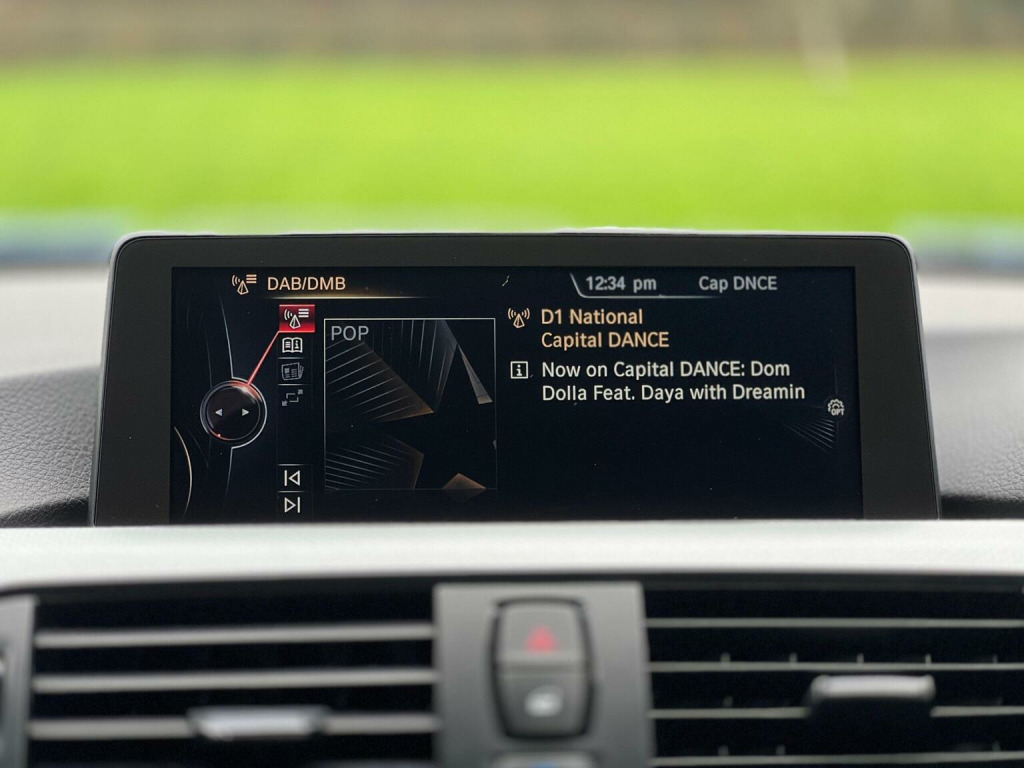 DAB/DMB
12:34 pm
Cap DNCE
POP
D1 National
Capital DANCE
Now on Capital DANCE: Dom
Dolla Feat. Daya with Dreamin
OPT